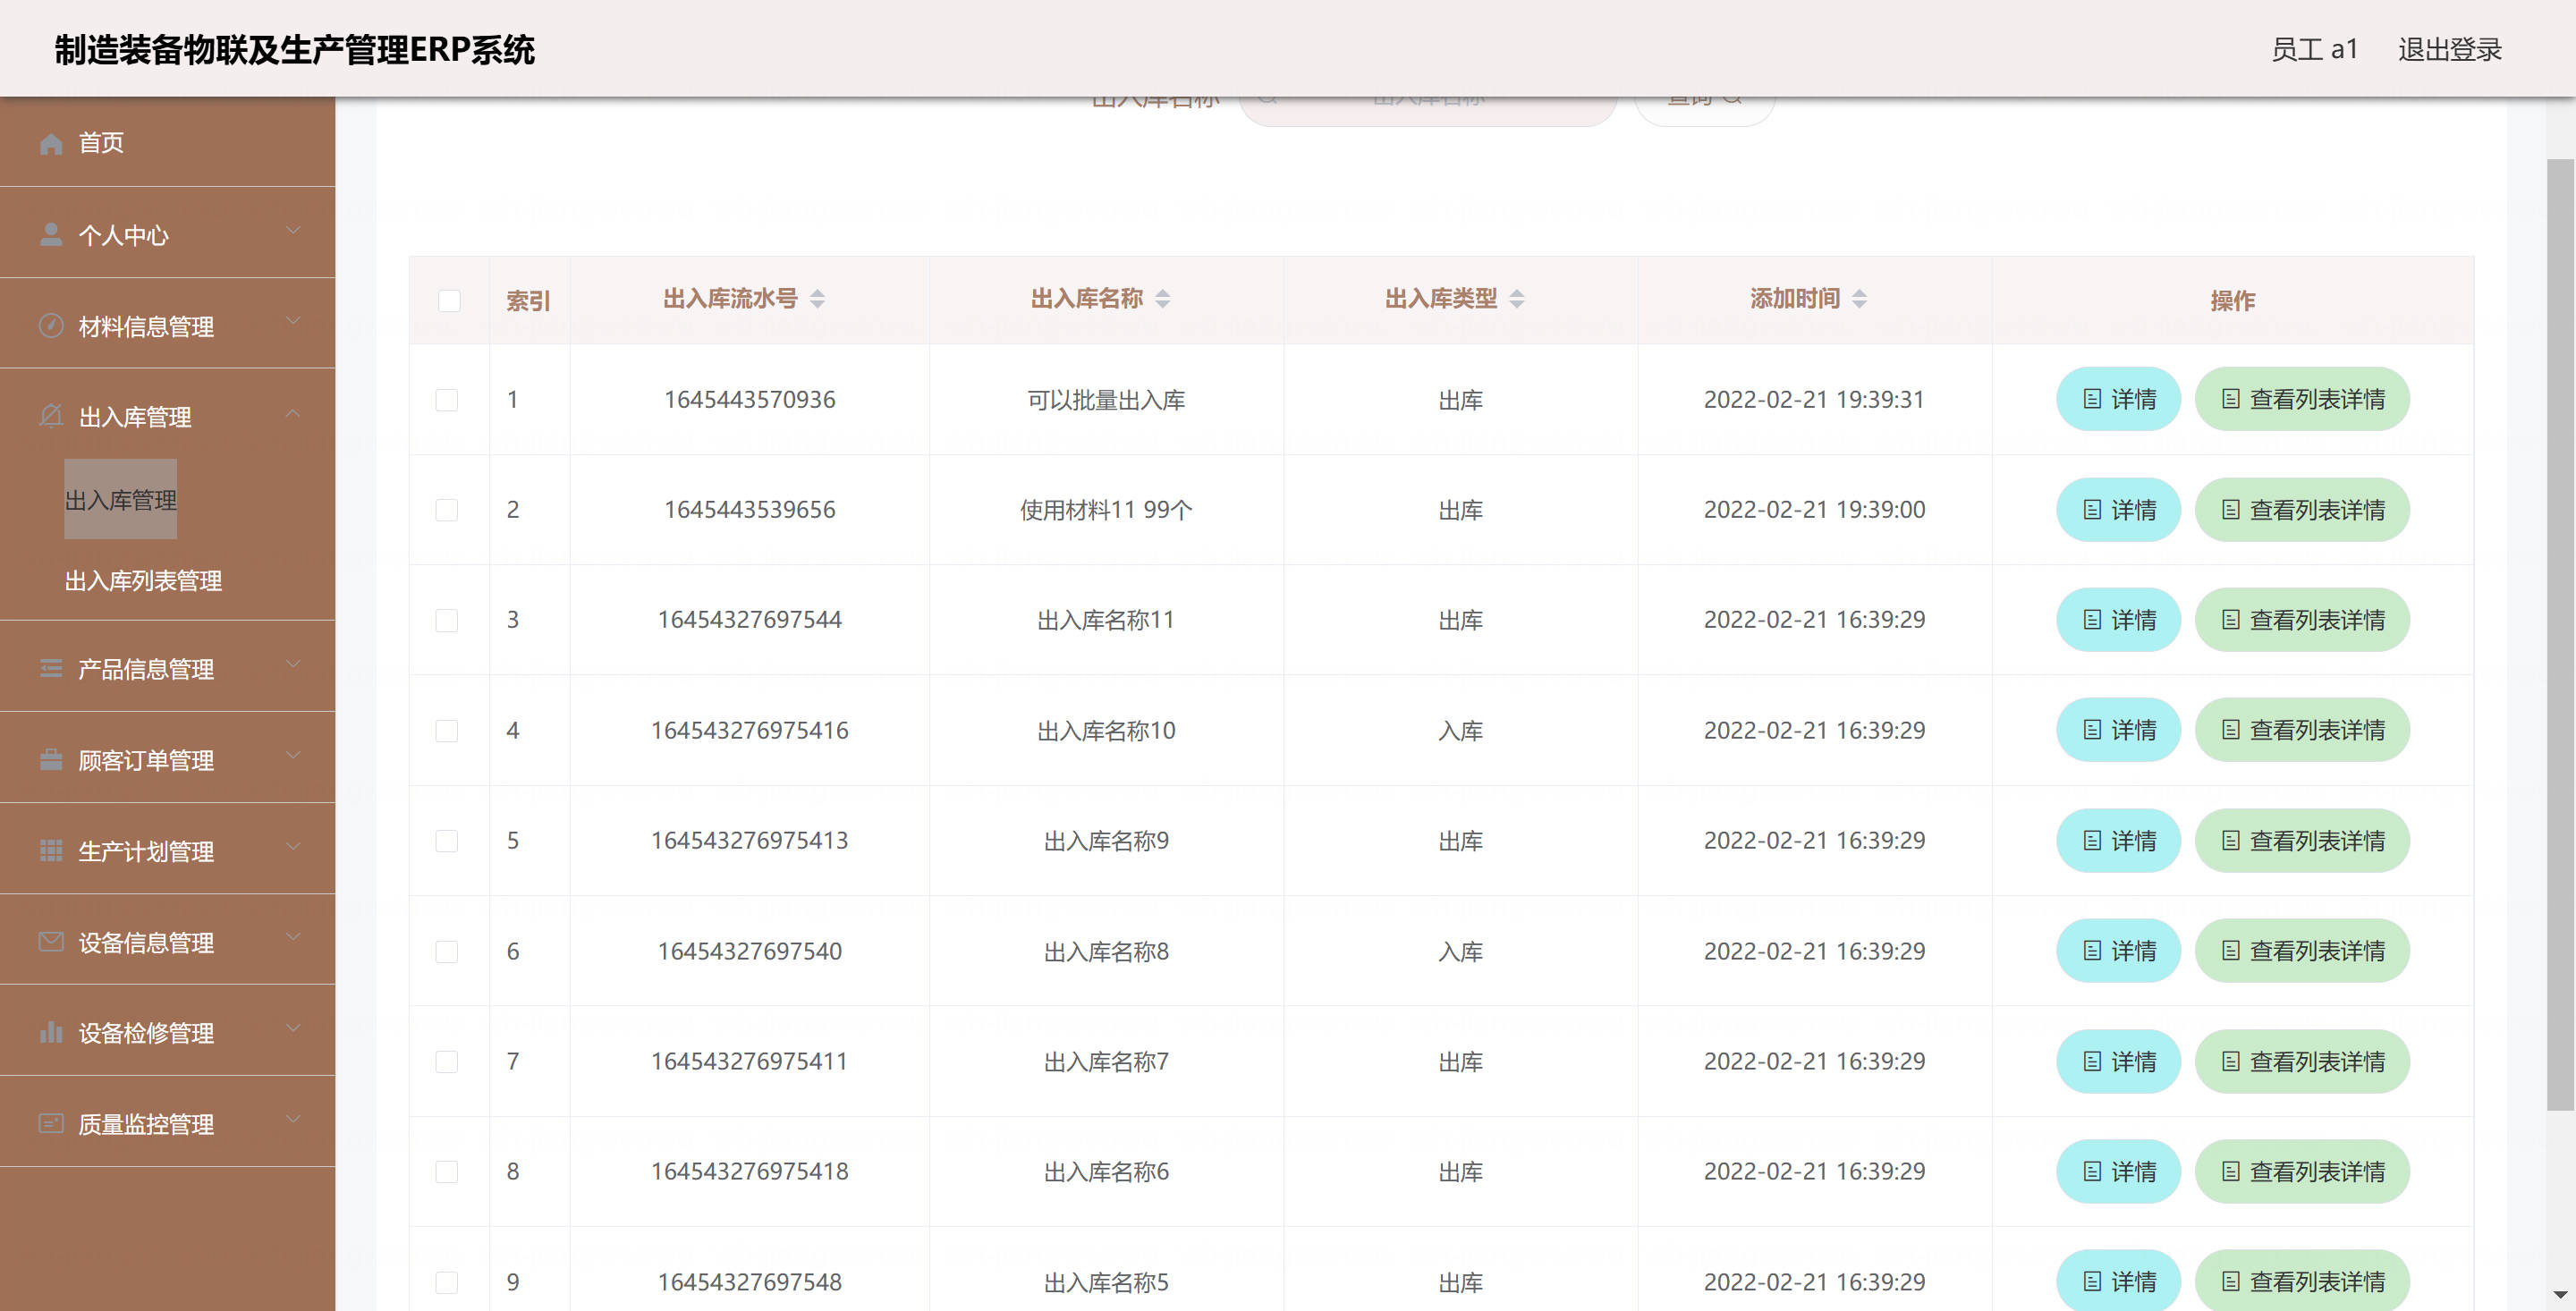 制造装备物联及生产管理ERP系统
员工 a1 退出登录
出入库名称 出入库名称 查询
首页
个人中心
材料信息管理
出入库管理
出入库管理
出入库列表管理
产品信息管理
顾客订单管理
生产计划管理
设备信息管理
设备检修管理
质量监控管理
索引 出入库流水号 出入库名称 出入库类型 添加时间 操作
1 1645443570936 可以批量出入库 出库 2022-02-21 19:39:31 详情 查看列表详情
2 1645443539656 使用材料11 99个 出库 2022-02-21 19:39:00 详情 查看列表详情
3 16454327697544 出入库名称11 出库 2022-02-21 16:39:29 详情 查看列表详情
4 164543276975416 出入库名称10 入库 2022-02-21 16:39:29 详情 查看列表详情
5 164543276975413 出入库名称9 出库 2022-02-21 16:39:29 详情 查看列表详情
6 16454327697540 出入库名称8 入库 2022-02-21 16:39:29 详情 查看列表详情
7 164543276975411 出入库名称7 出库 2022-02-21 16:39:29 详情 查看列表详情
8 164543276975418 出入库名称6 出库 2022-02-21 16:39:29 详情 查看列表详情
9 16454327697548 出入库名称5 出库 2022-02-21 16:39:29 详情 查看列表详情